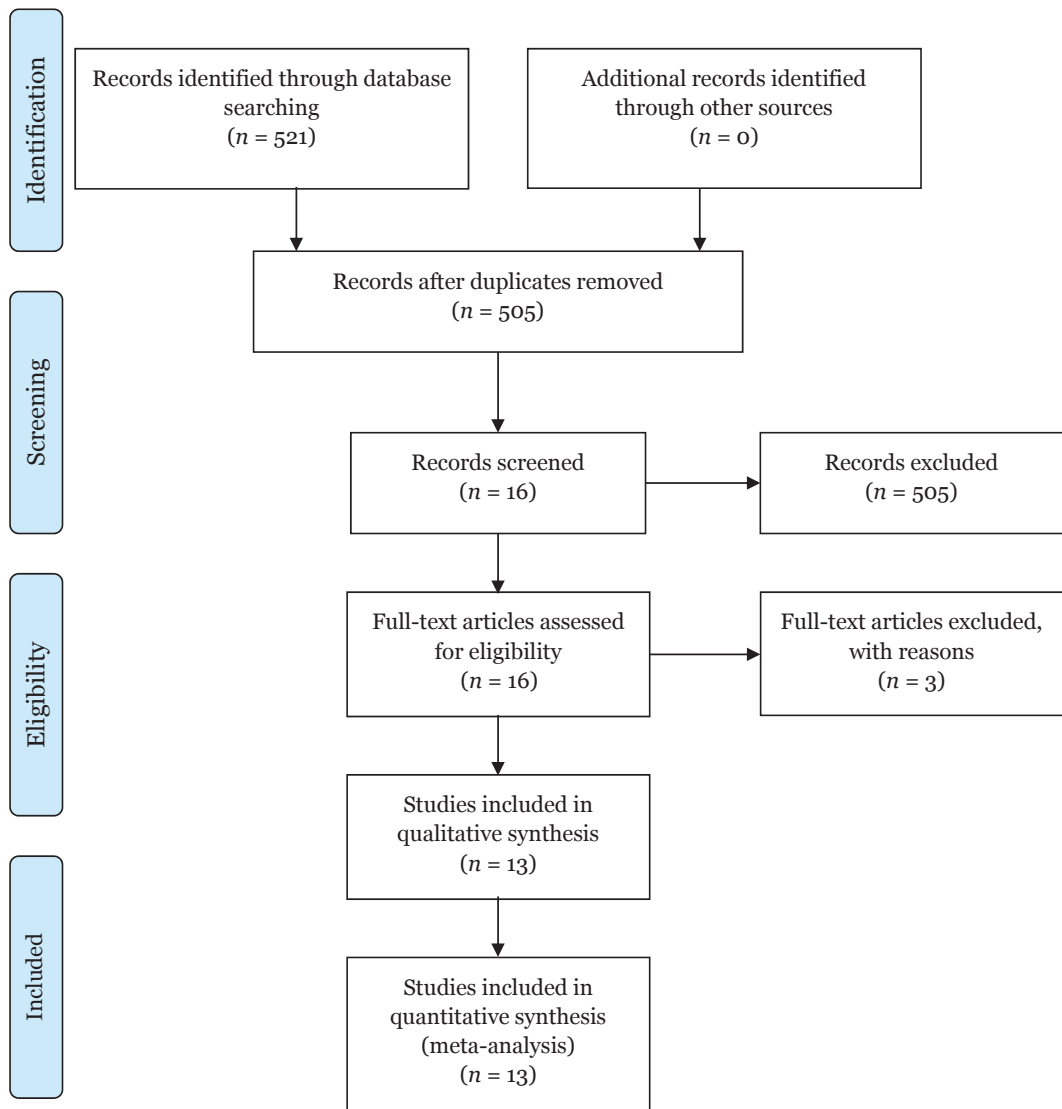 Identification
Records identified through database
searching
(n = 521)
Additional records identified
through other sources
(n = 0)
Records after duplicates removed
(n = 505)
Screening
Records screened
(n = 16)
Records excluded
(n = 505)
Eligibility
Full-text articles assessed
for eligibility
(n = 16)
Full-text articles excluded,
with reasons
(n = 3)
Studies included in
qualitative synthesis
(n = 13)
Included
Studies included in
quantitative synthesis
(meta-analysis)
(n = 13)